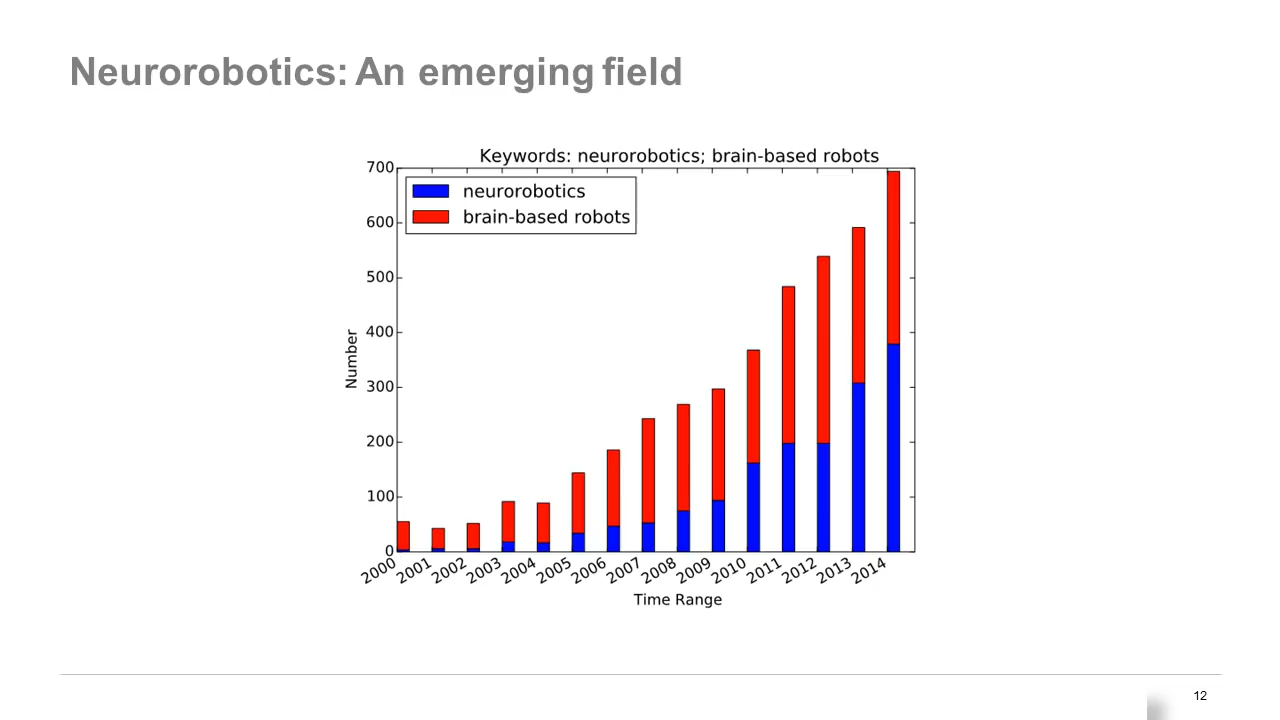 Neurorobotics: An emerging field
Keywords: neurorobotics; brain-based robots
neurorobotics
brain-based robots
700
600
500
400
300
200
100
0
Number
2000 2001 2002 2003 2004 2005 2006 2007 2008 2009 2010 2011 2012 2013 2014
Time Range
12